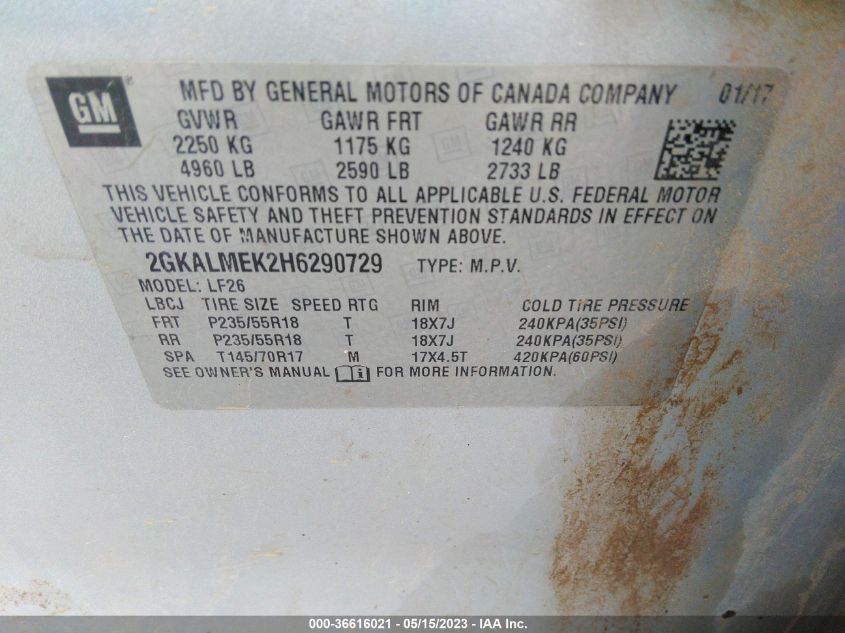 GM ®
MFD BY GENERAL MOTORS OF CANADA COMPANY 01/17
GVWR GAWR FRT GAWR RR
2250 KG 1175 KG 1240 KG
4960 LB 2590 LB 2733 LB
THIS VEHICLE CONFORMS TO ALL APPLICABLE U.S. FEDERAL MOTOR
VEHICLE SAFETY AND THEFT PREVENTION STANDARDS IN EFFECT ON
THE DATE OF MANUFACTURE SHOWN ABOVE.
2GKALMEK2H6290729 TYPE: M.P.V.
MODEL: LF26
LBCJ TIRE SIZE SPEED RTG RIM COLD TIRE PRESSURE
FRT P235/55R18 T 18X7J 240KPA(35PSI)
RR P235/55R18 T 18X7J 240KPA(35PSI)
SPA T145/70R17 M 17X4.5T 420KPA(60PSI)
SEE OWNER'S MANUAL FOR MORE INFORMATION.
000-36616021 - 05/15/2023 - IAA Inc.